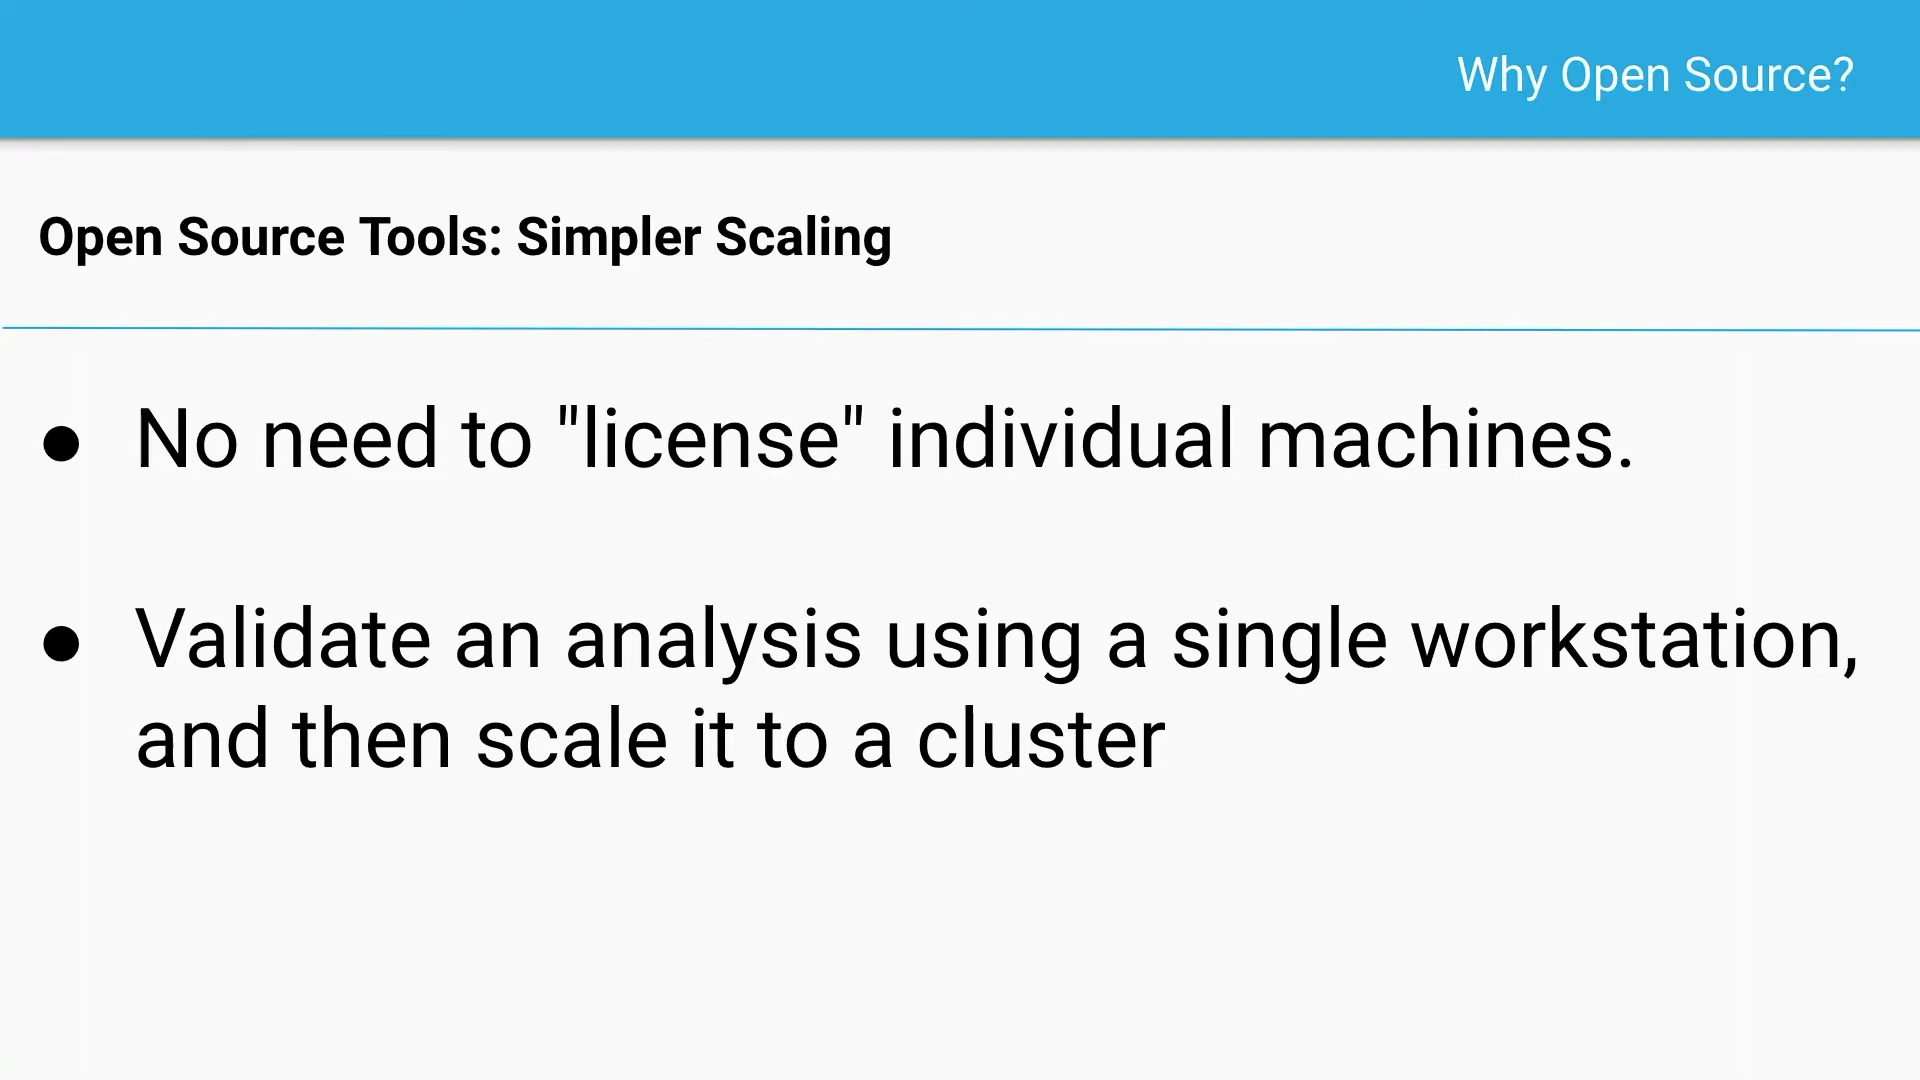 Why Open Source?
Open Source Tools: Simpler Scaling
● No need to "license" individual machines.
● Validate an analysis using a single workstation,
and then scale it to a cluster